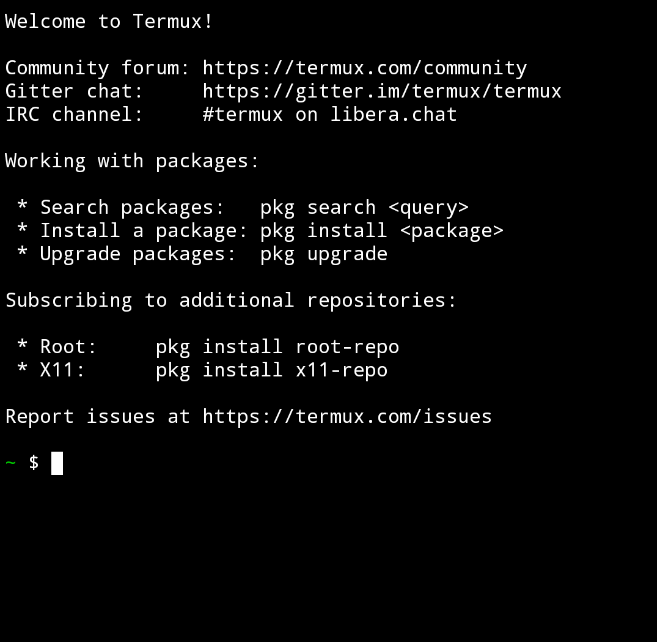 Welcome to Termux!
Community forum: https://termux.com/community
Gitter chat:     https://gitter.im/termux/termux
IRC channel:     #termux on libera.chat
Working with packages:
 * Search packages:   pkg search <query>
 * Install a package: pkg install <package>
 * Upgrade packages:  pkg upgrade
Subscribing to additional repositories:
 * Root:     pkg install root-repo
 * X11:      pkg install x11-repo
Report issues at https://termux.com/issues
~ $